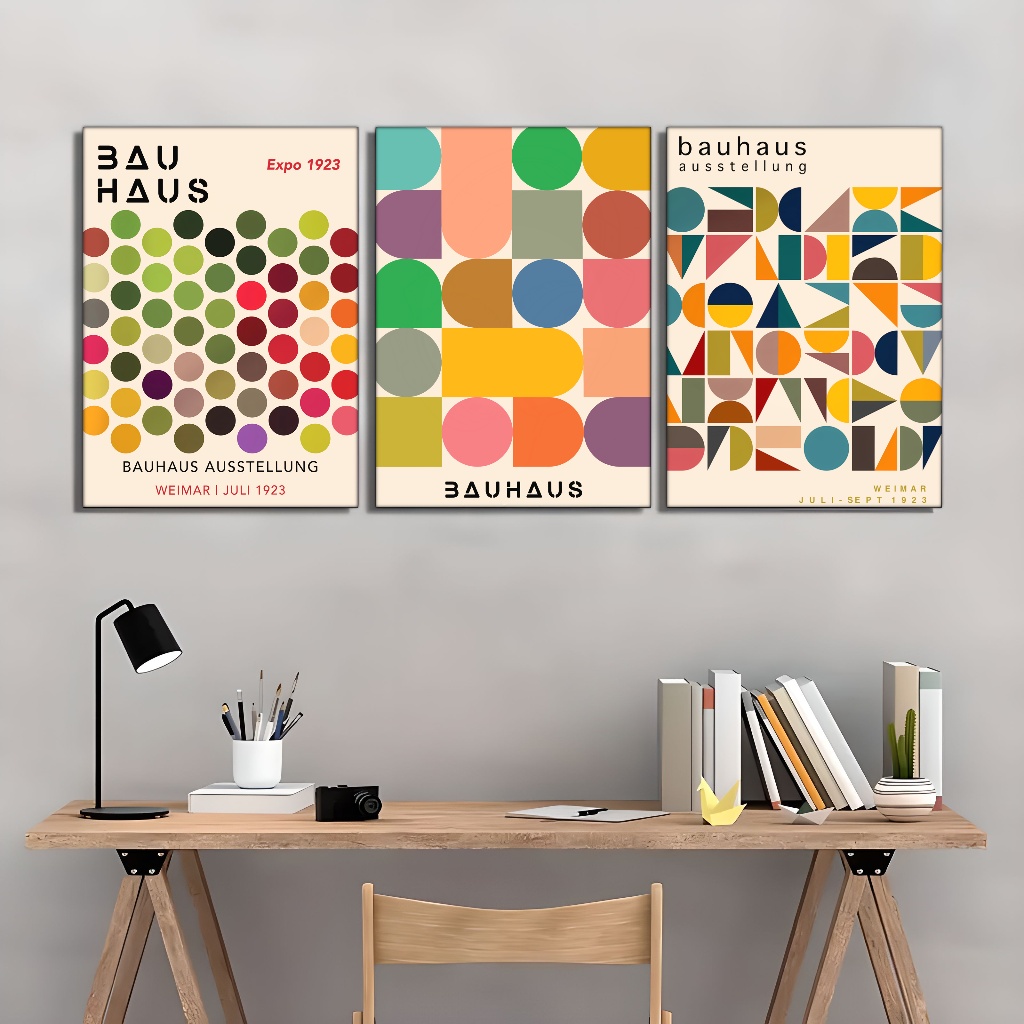 BAU
HAUS
Expo 1923
BAUHAUS AUSSTELLUNG
WEIMAR | JULI 1923
BAUHAUS
bauhaus
ausstellung
WEIMAR
JULI-SEPT 1923